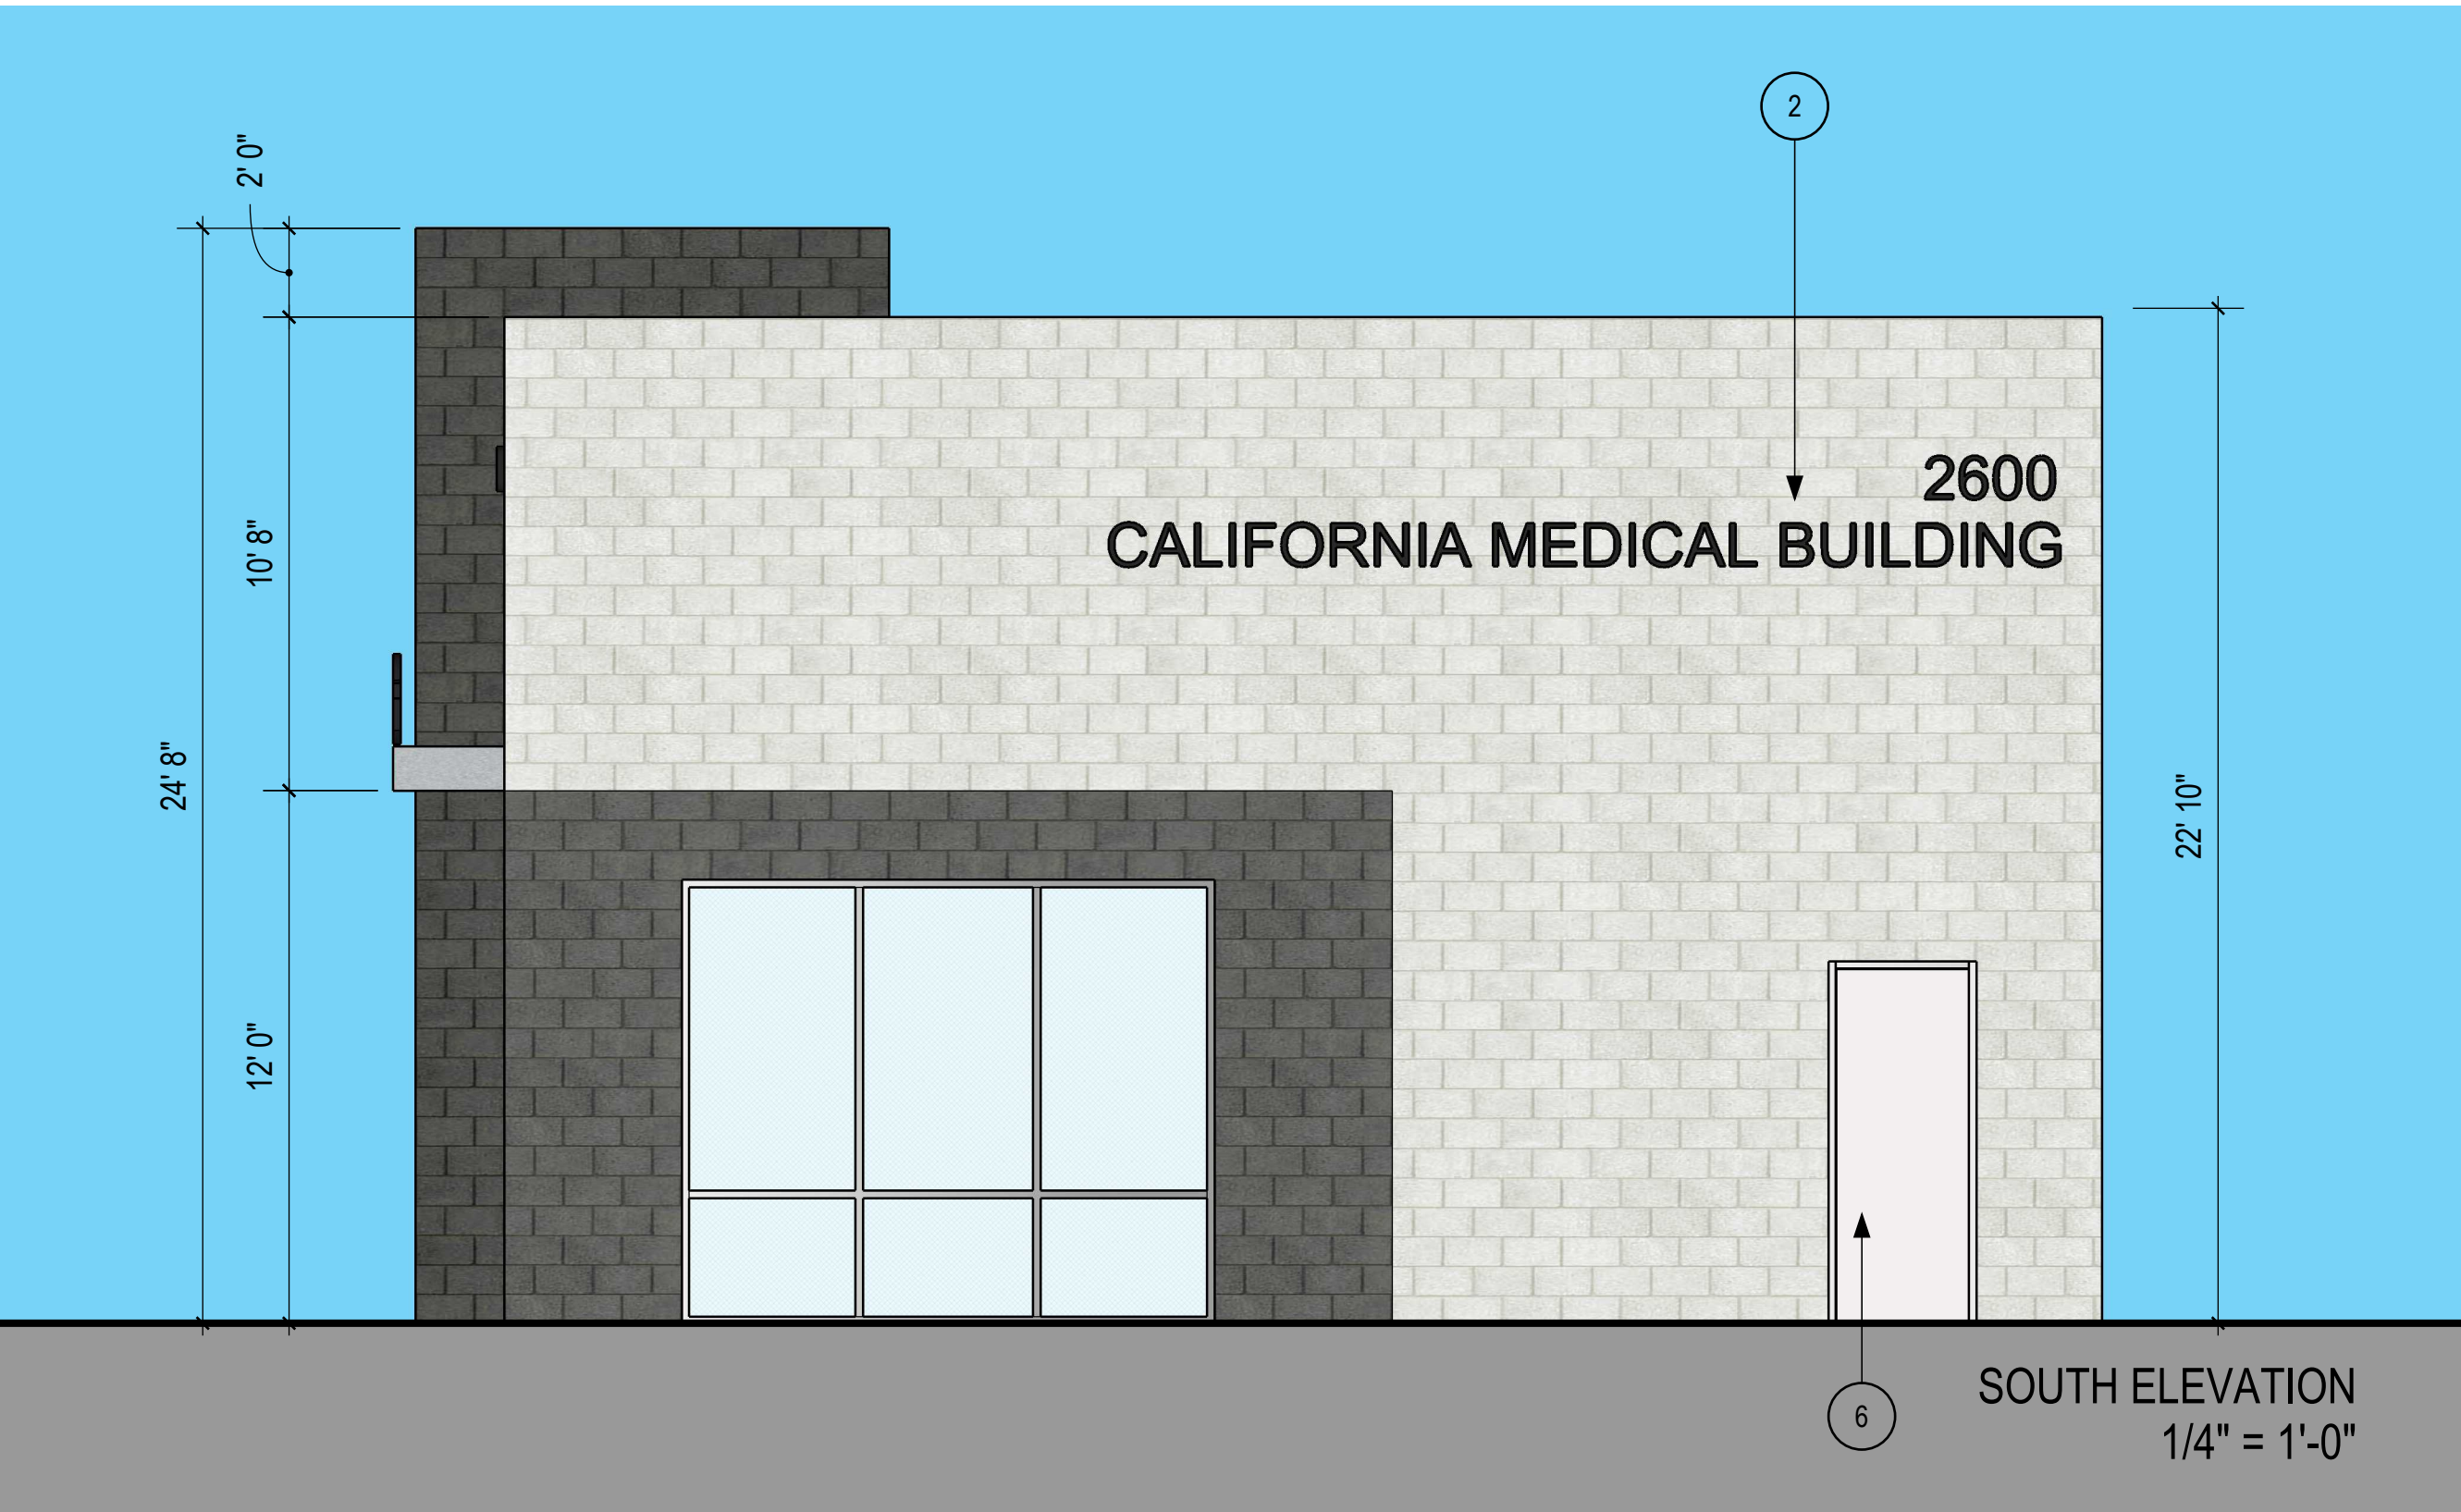 2
2' 0"
2600
CALIFORNIA MEDICAL BUILDING
10' 8"
24' 8"
22' 10"
12' 0"
6
SOUTH ELEVATION
1/4" = 1'-0"